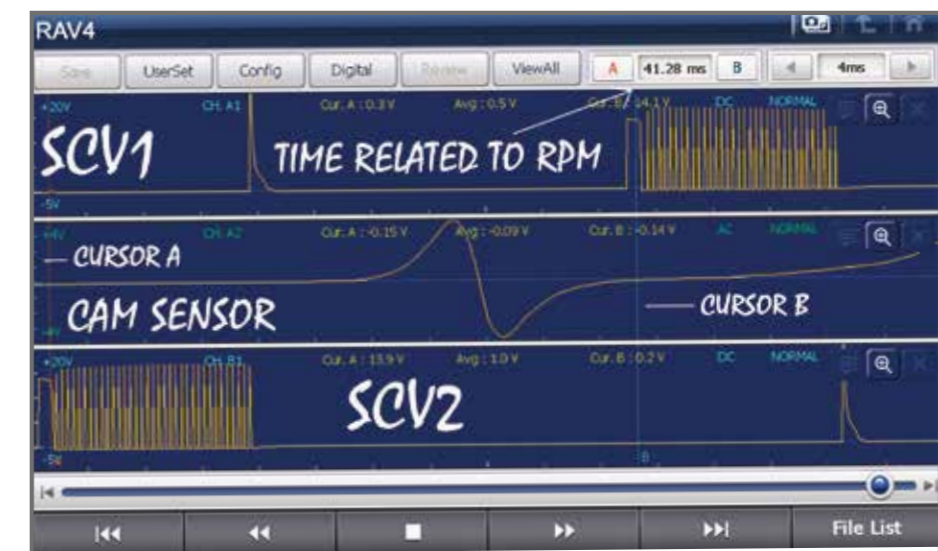 RAV4
Save UserSet Config Digital Review ViewAll A 41.28 ms B 4ms
+20V CH. A1 Cur. A : 0.3 V Avg : 0.5 V Cur. B : 14.1 V DC NORMAL
SCV1
TIME RELATED TO RPM
-5V
+4V CH. A2 Cur. A : -0.15 V Avg : -0.09 V Cur. B : -0.14 V AC NORMAL
CURSOR A
CAM SENSOR
CURSOR B
-4V
+20V CH. B1 Cur. A : 13.9 V Avg : 1.0 V Cur. B : 0.2 V DC NORMAL
SCV2
-5V
B
File List